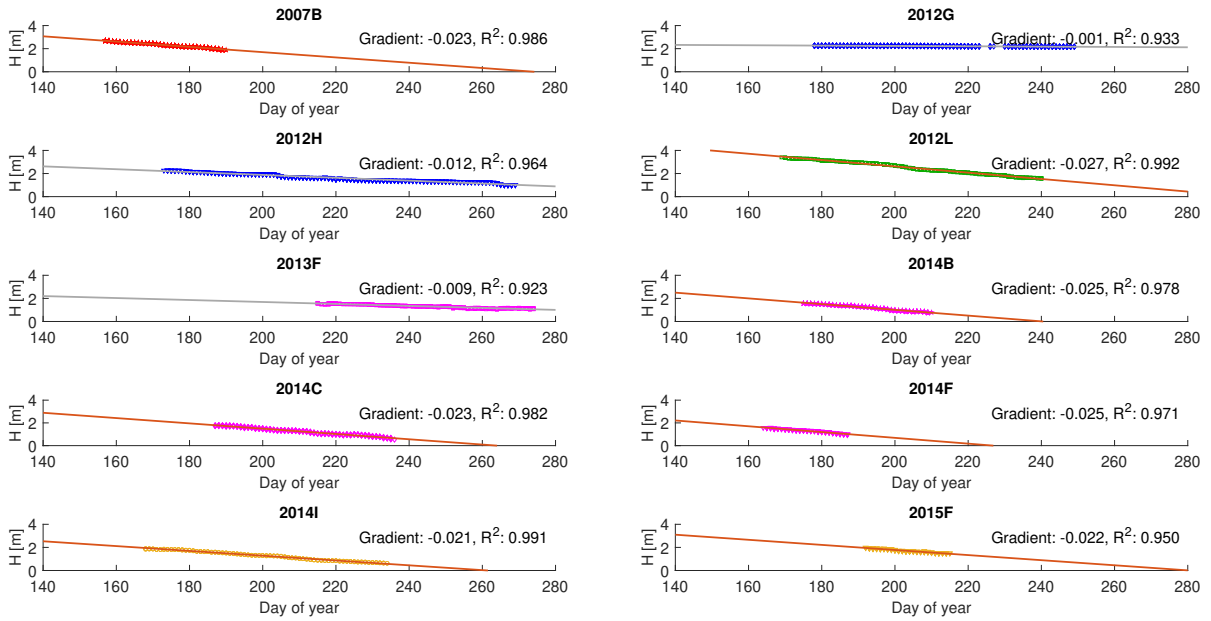 2007B
4
2
0
H [m]
Gradient: -0.023, R²: 0.986
140 160 180 200 220 240 260 280
Day of year
2012G
4
2
0
H [m]
Gradient: -0.001, R²: 0.933
140 160 180 200 220 240 260 280
Day of year
2012H
4
2
0
H [m]
Gradient: -0.012, R²: 0.964
140 160 180 200 220 240 260 280
Day of year
2012L
4
2
0
H [m]
Gradient: -0.027, R²: 0.992
140 160 180 200 220 240 260 280
Day of year
2013F
4
2
0
H [m]
Gradient: -0.009, R²: 0.923
140 160 180 200 220 240 260 280
Day of year
2014B
4
2
0
H [m]
Gradient: -0.025, R²: 0.978
140 160 180 200 220 240 260 280
Day of year
2014C
4
2
0
H [m]
Gradient: -0.023, R²: 0.982
140 160 180 200 220 240 260 280
Day of year
2014F
4
2
0
H [m]
Gradient: -0.025, R²: 0.971
140 160 180 200 220 240 260 280
Day of year
2014I
4
2
0
H [m]
Gradient: -0.021, R²: 0.991
140 160 180 200 220 240 260 280
Day of year
2015F
4
2
0
H [m]
Gradient: -0.022, R²: 0.950
140 160 180 200 220 240 260 280
Day of year